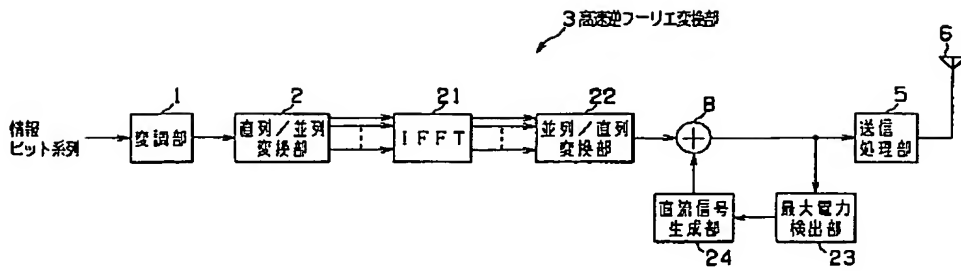 3 高速逆フーリエ変換部
6
1
2
21
22
8
5
情報
ビット系列
変調部
直列/並列
変換部
IFFT
並列/直列
変換部
+
送信
処理部
直流信号
生成部
最大電力
検出部
24
23